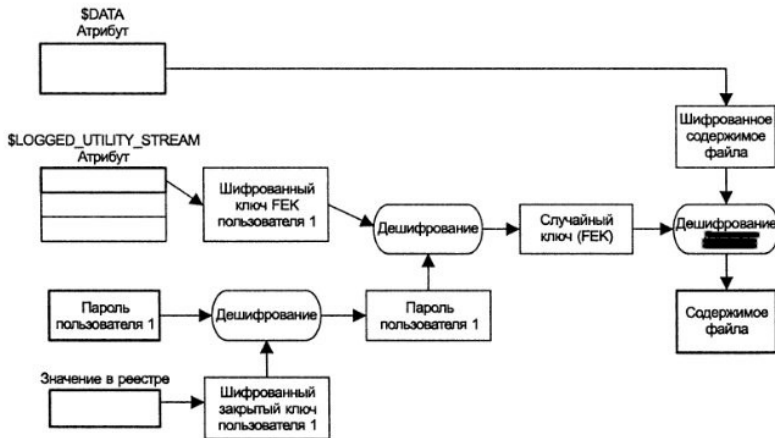 $DATA
Атрибут
Шифрованное
содержимое
файла
$LOGGED_UTILITY_STREAM
Атрибут
Шифрованный
ключ FEK
пользователя 1
Дешифрование
Случайный
ключ (FEK)
Дешифрование
Пароль
пользователя 1
Дешифрование
Пароль
пользователя 1
Содержимое
файла
Значение в реестре
Шифрованный
закрытый ключ
пользователя 1